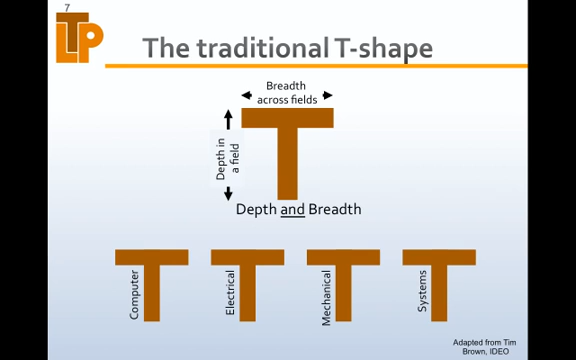 7
LTP
The traditional T-shape
Breadth
across fields
Depth in
a field
Depth and Breadth
Computer
Electrical
Mechanical
Systems
Adapted from Tim
Brown, IDEO